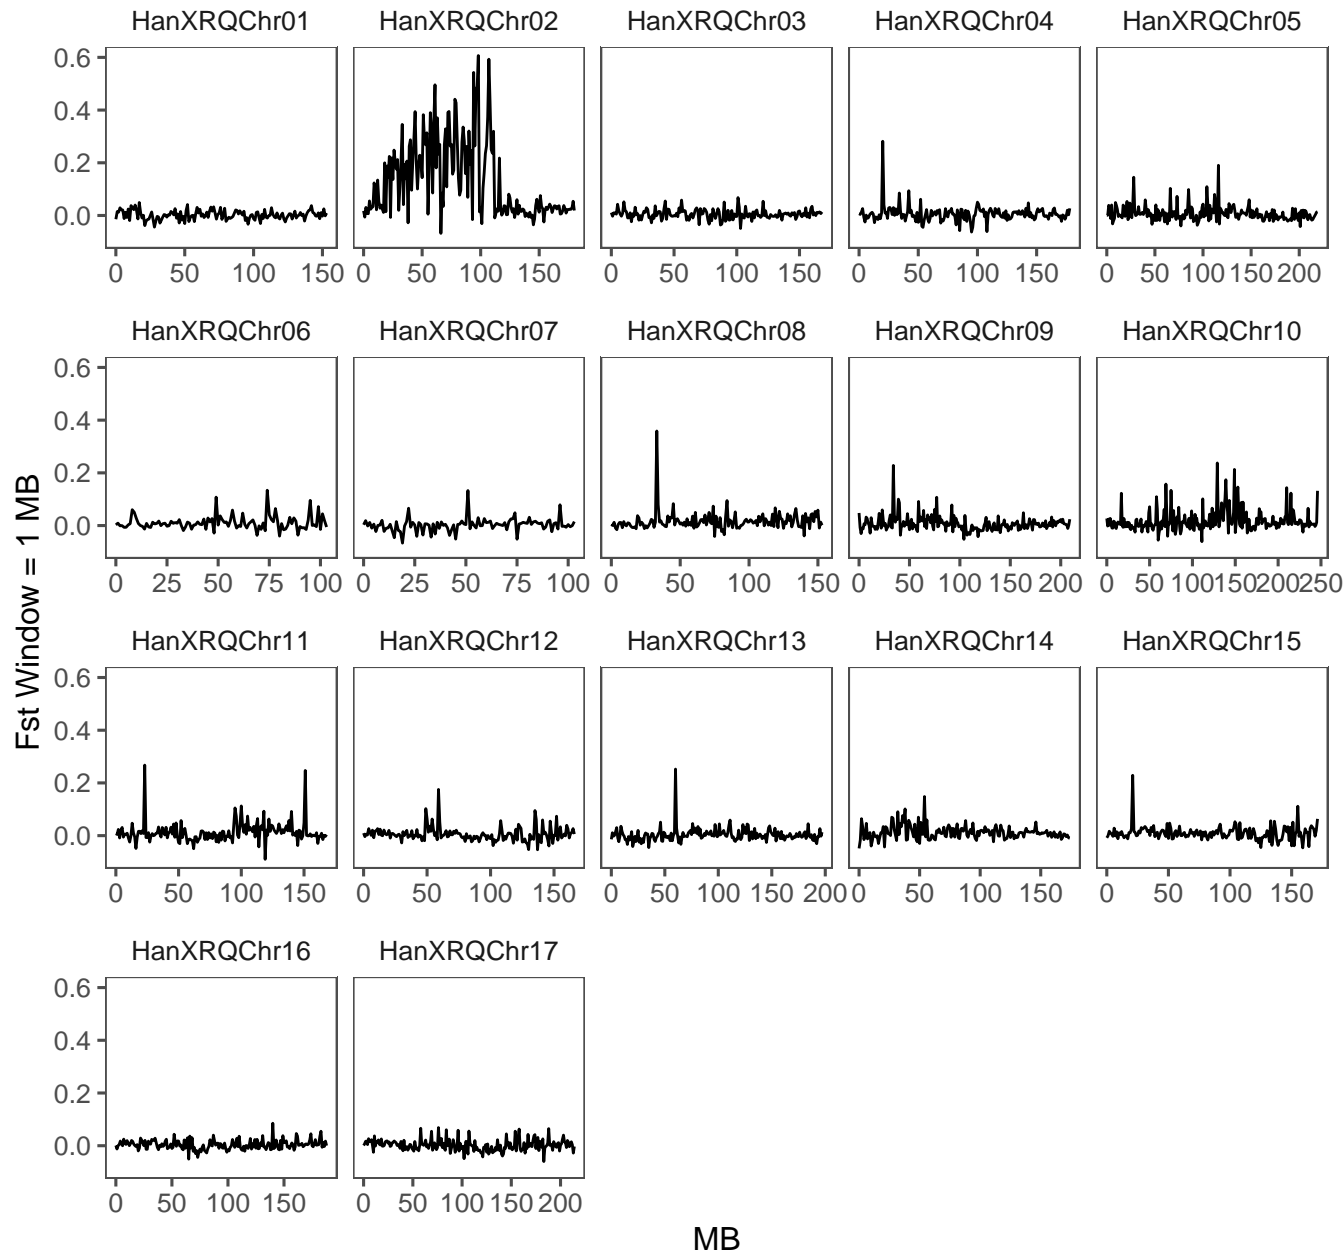 HanXRQChr01 HanXRQChr02 HanXRQChr03 HanXRQChr04 HanXRQChr05
0.6
0.4
0.2
0.0
0 50 100 150 0 50 100 150 0 50 100 150 0 50 100 150 0 50 100 150 200
HanXRQChr06 HanXRQChr07 HanXRQChr08 HanXRQChr09 HanXRQChr10
0.6
0.4
0.2
0.0
0 25 50 75 100 0 25 50 75 100 0 50 100 150 0 50 100 150 200 0 50 100 150 200 250
Fst Window = 1 MB
HanXRQChr11 HanXRQChr12 HanXRQChr13 HanXRQChr14 HanXRQChr15
0.6
0.4
0.2
0.0
0 50 100 150 0 50 100 150 0 50 100 150 200 0 50 100 150 0 50 100 150
HanXRQChr16 HanXRQChr17
0.6
0.4
0.2
0.0
0 50 100 150 0 50 100 150 200
MB